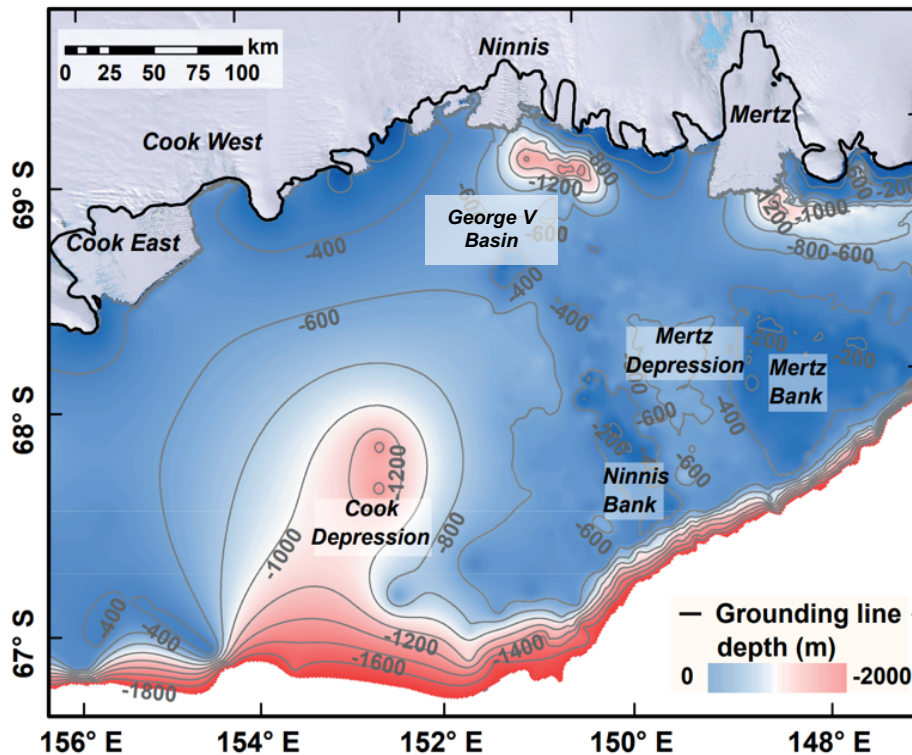 km
0 25 50 75 100
Ninnis
Mertz
Cook West
Cook East
69° S
-800
-1200
-600
-200
-1200
-1000
-800
-600
-400
George V
Basin
-600
-400
-400
-600
Mertz
Depression
-200
-200
Mertz
Bank
68° S
-600
-400
-200
-1200
-600
Ninnis
Bank
Cook
Depression
-800
-1000
-600
-400
-400
-1200
-1400
-1600
-1800
67° S
Grounding line
depth (m)
0 -2000
156° E 154° E 152° E 150° E 148° E